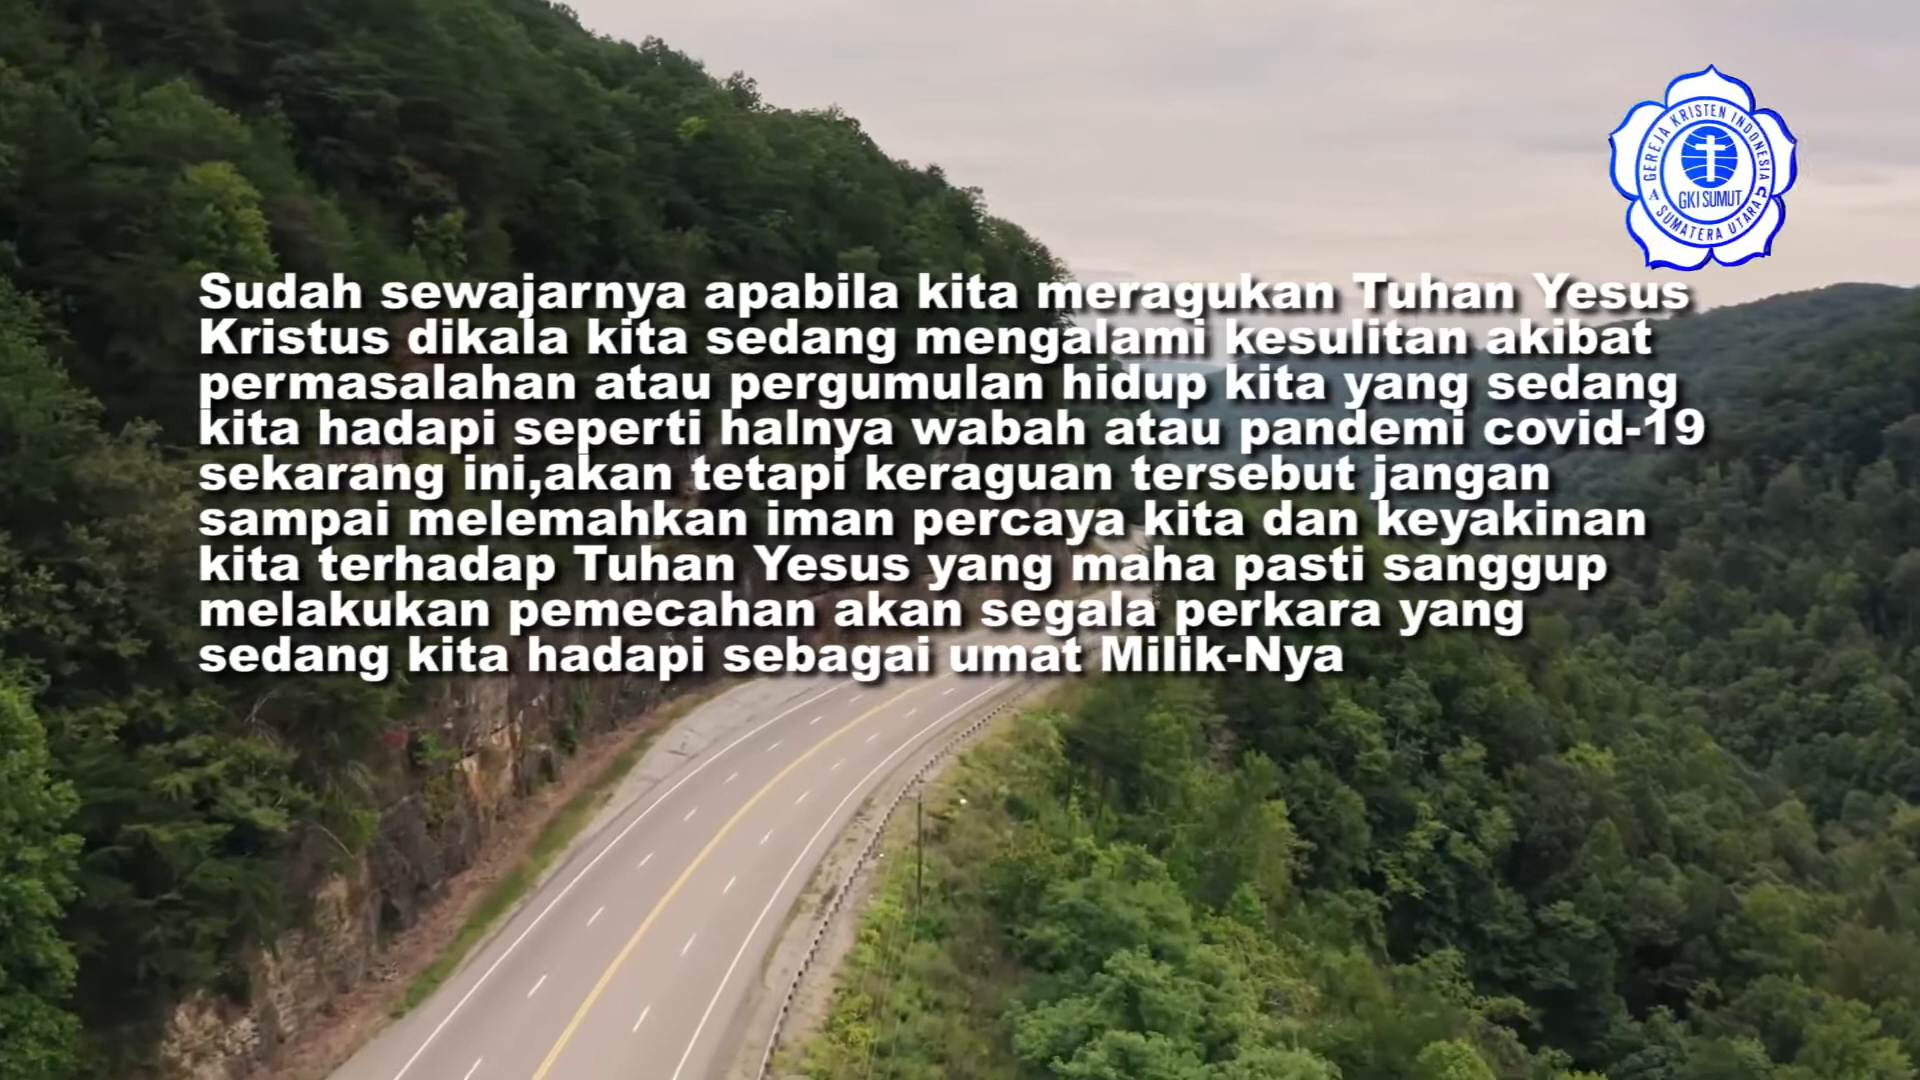 GEREJA KRISTEN INDONESIA
GKI SUMUT
SUMATERA UTARA
Sudah sewajarnya apabila kita meragukan Tuhan Yesus
Kristus dikala kita sedang mengalami kesulitan akibat
permasalahan atau pergumulan hidup kita yang sedang
kita hadapi seperti halnya wabah atau pandemi covid-19
sekarang ini,akan tetapi keraguan tersebut jangan
sampai melemahkan iman percaya kita dan keyakinan
kita terhadap Tuhan Yesus yang maha pasti sanggup
melakukan pemecahan akan segala perkara yang
sedang kita hadapi sebagai umat Milik-Nya